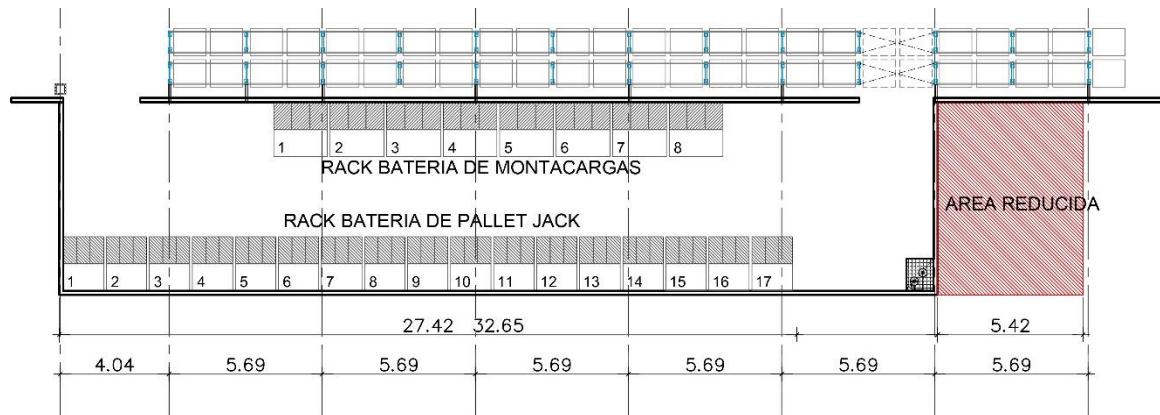 1 2 3 4 5 6 7 8
RACK BATERIA DE MONTACARGAS
AREA REDUCIDA
RACK BATERIA DE PALLET JACK
1 2 3 4 5 6 7 8 9 10 11 12 13 14 15 16 17
27.42 32.65 5.42
4.04 5.69 5.69 5.69 5.69 5.69 5.69